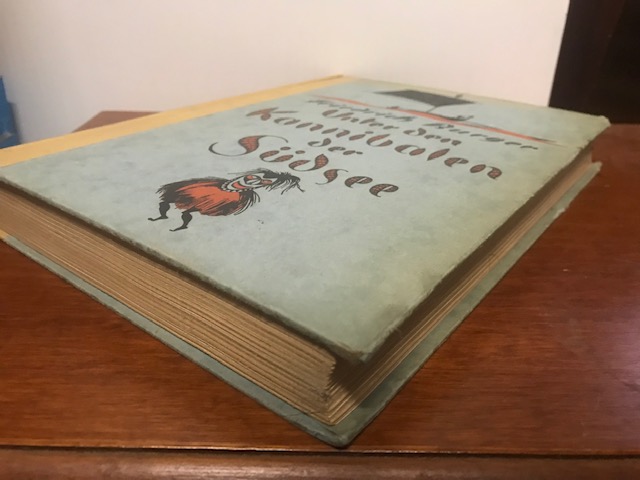 Friedrich Burger
Unter den
Kannibalen
der
Südsee